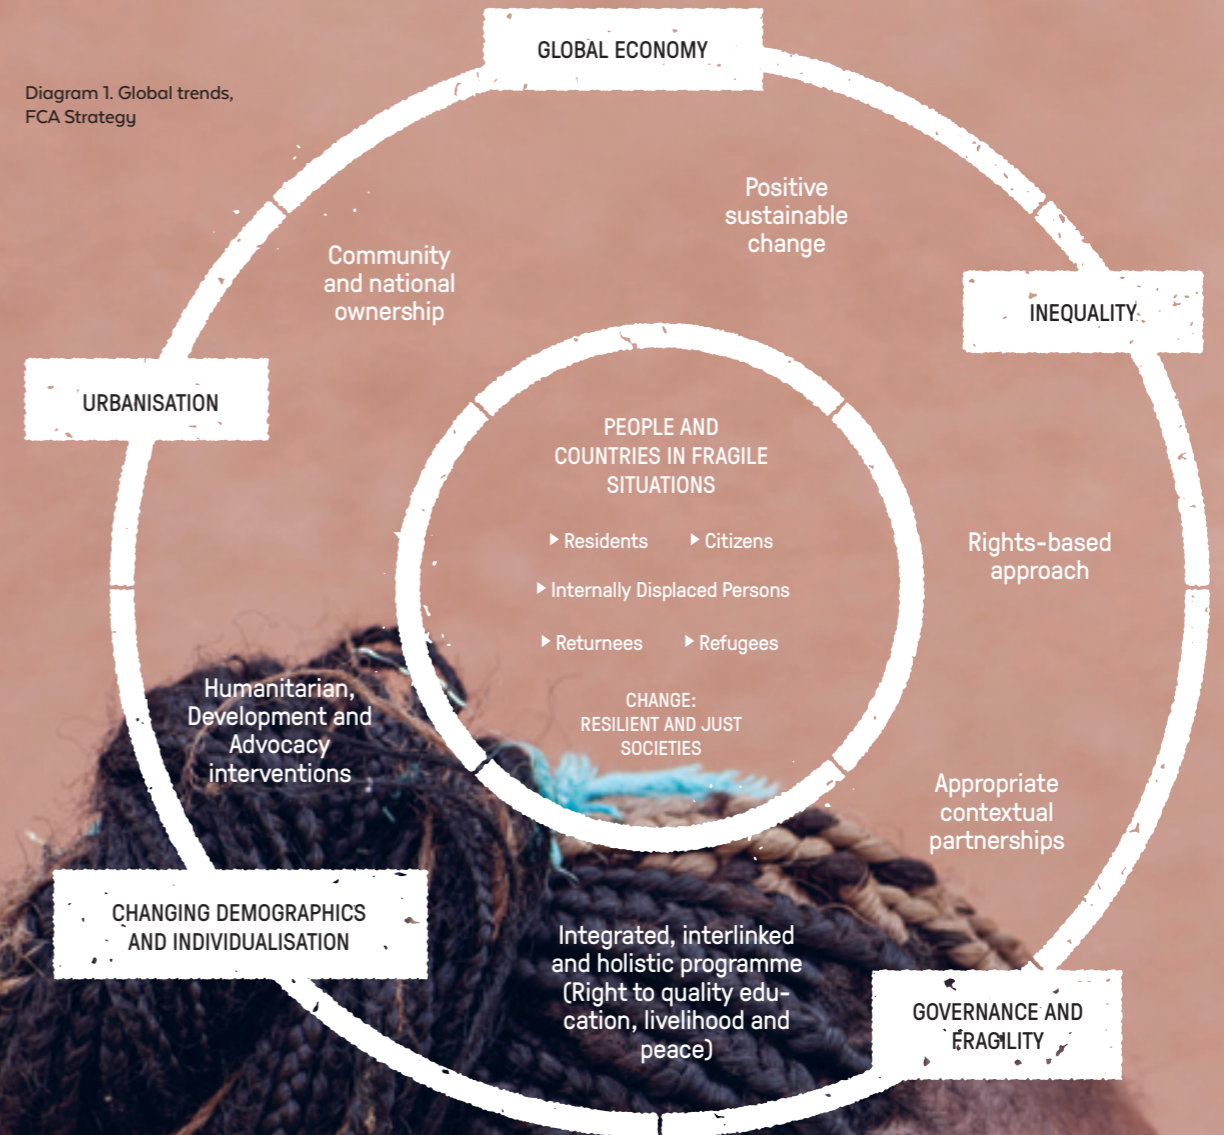 Diagram 1. Global trends,
FCA Strategy
GLOBAL ECONOMY
Positive
sustainable
change
Community
and national
ownership
INEQUALITY
URBANISATION
PEOPLE AND
COUNTRIES IN FRAGILE
SITUATIONS
▸ Residents ▸ Citizens
▸ Internally Displaced Persons
▸ Returnees ▸ Refugees
CHANGE:
RESILIENT AND JUST
SOCIETIES
Rights-based
approach
Humanitarian,
Development and
Advocacy
interventions
Appropriate
contextual
partnerships
CHANGING DEMOGRAPHICS
AND INDIVIDUALISATION
Integrated, interlinked
and holistic programme
(Right to quality edu-
cation, livelihood and
peace)
GOVERNANCE AND
FRAGILITY